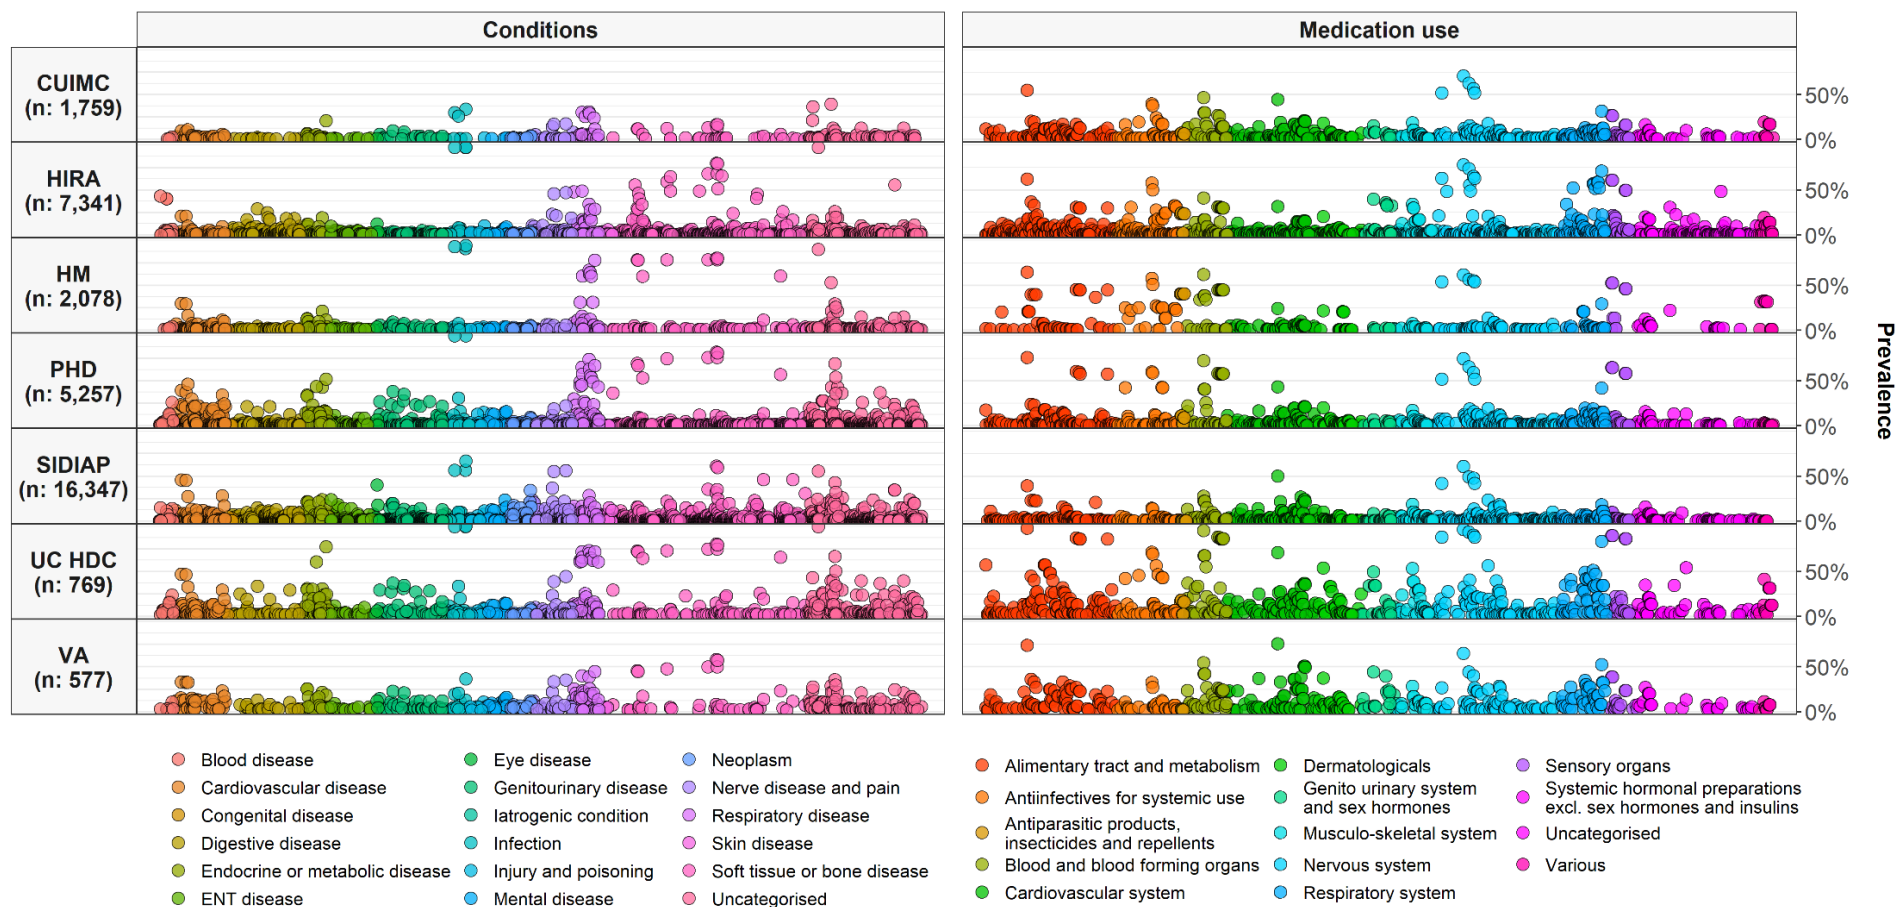 Conditions
Medication use
CUIMC
(n: 1,759)
50%
0%
HIRA
(n: 7,341)
50%
0%
HM
(n: 2,078)
50%
0%
PHD
(n: 5,257)
50%
0%
SIDIAP
(n: 16,347)
50%
0%
UC HDC
(n: 769)
50%
0%
VA
(n: 577)
50%
0%
Prevalence
Blood disease
Cardiovascular disease
Congenital disease
Digestive disease
Endocrine or metabolic disease
ENT disease
Eye disease
Genitourinary disease
Iatrogenic condition
Infection
Injury and poisoning
Mental disease
Neoplasm
Nerve disease and pain
Respiratory disease
Skin disease
Soft tissue or bone disease
Uncategorised
Alimentary tract and metabolism
Antiinfectives for systemic use
Antiparasitic products,
insecticides and repellents
Blood and blood forming organs
Cardiovascular system
Dermatologicals
Genito urinary system
and sex hormones
Musculo-skeletal system
Nervous system
Respiratory system
Sensory organs
Systemic hormonal preparations
excl. sex hormones and insulins
Uncategorised
Various